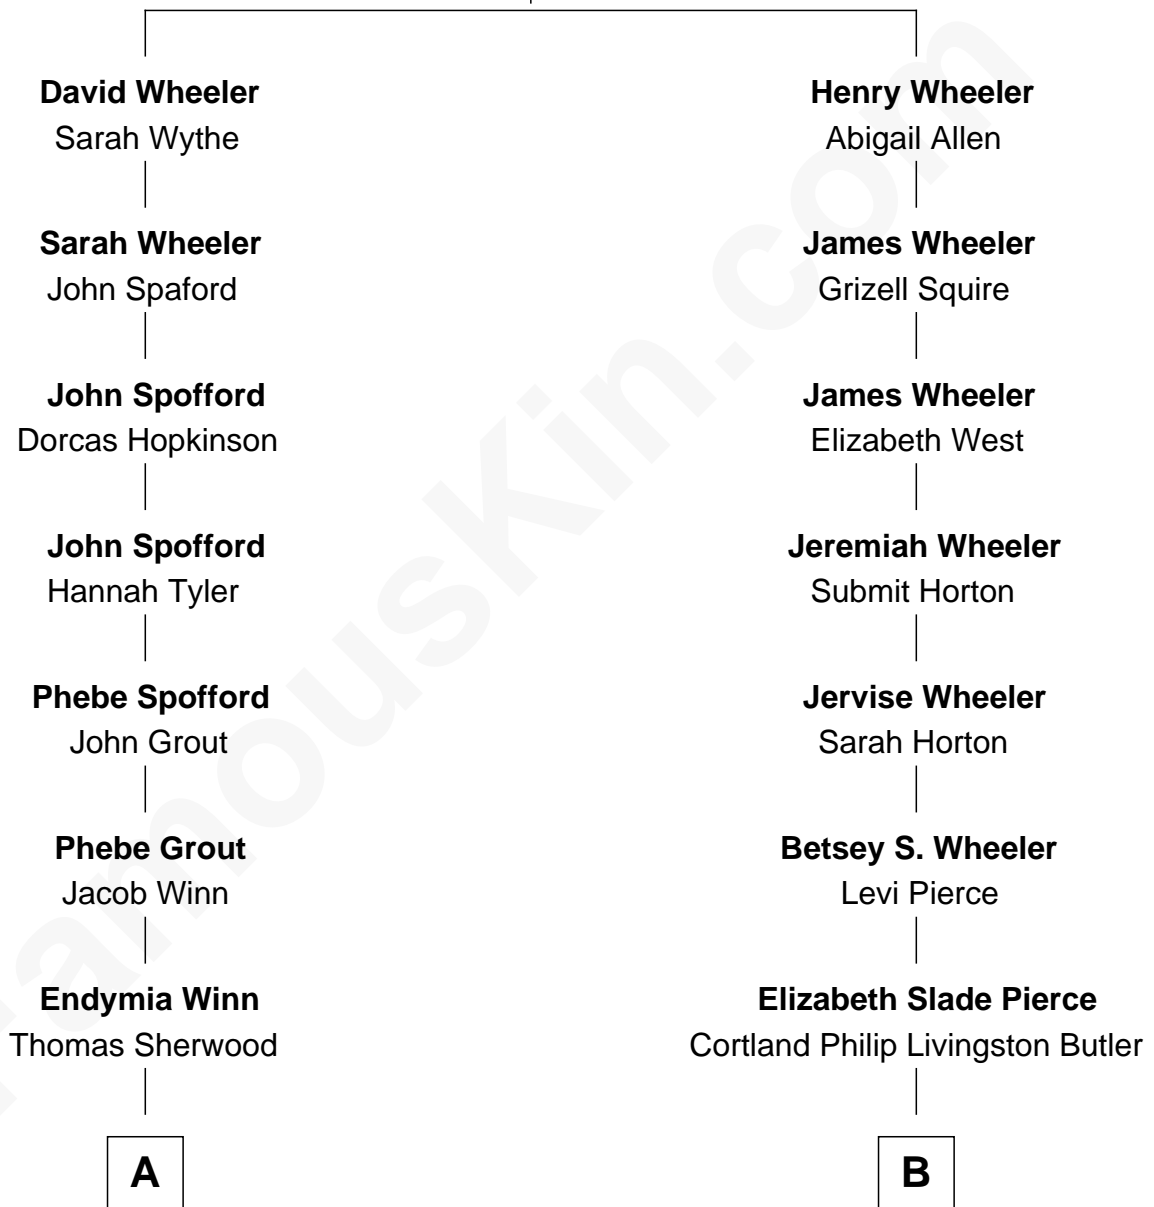 David Wheeler
Sarah Wythe
Sarah Wheeler
John Spaford
John Spofford
Dorcas Hopkinson
John Spofford
Hannah Tyler
Phebe Spofford
John Grout
Phebe Grout
Jacob Winn
Endymia Winn
Thomas Sherwood
A
Henry Wheeler
Abigail Allen
James Wheeler
Grizell Squire
James Wheeler
Elizabeth West
Jeremiah Wheeler
Submit Horton
Jervise Wheeler
Sarah Horton
Betsey S. Wheeler
Levi Pierce
Elizabeth Slade Pierce
Cortland Philip Livingston Butler
B
FamousKin.com